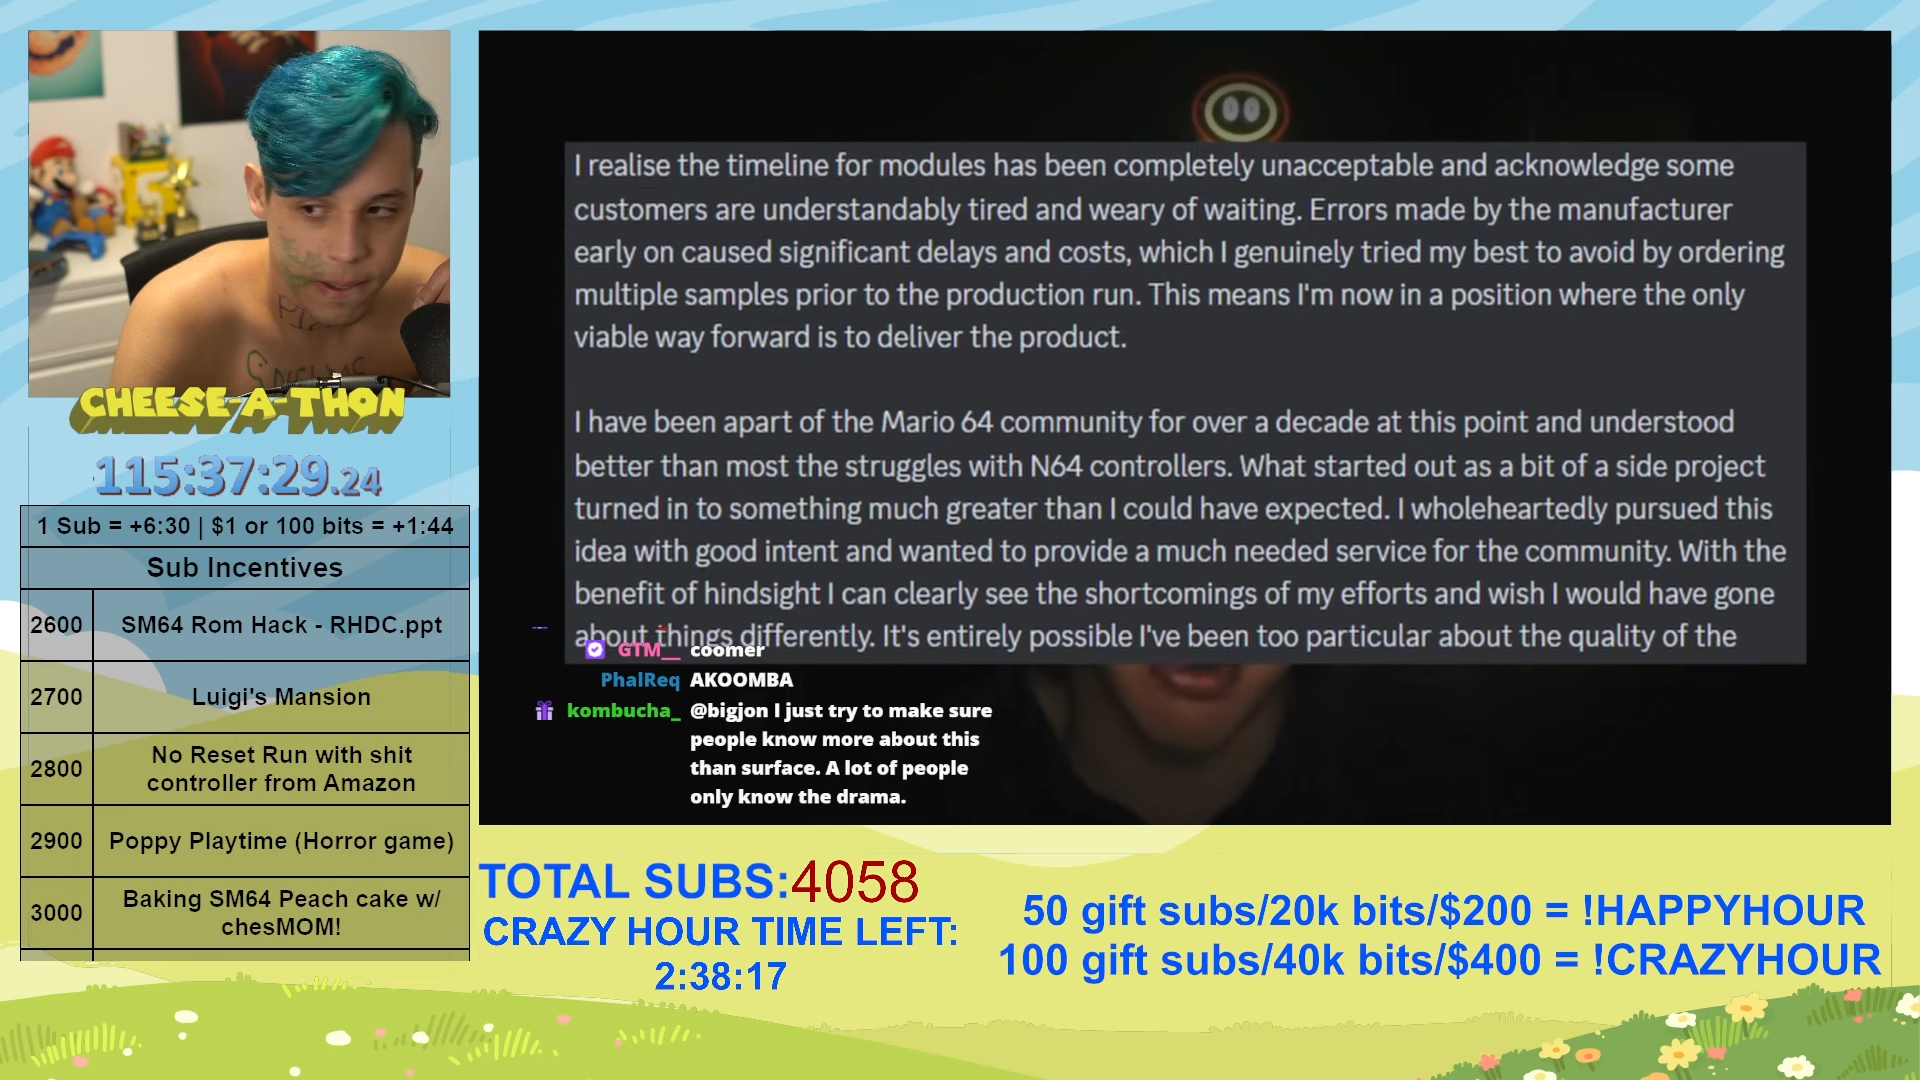 I realise the timeline for modules has been completely unacceptable and acknowledge some
customers are understandably tired and weary of waiting. Errors made by the manufacturer
early on caused significant delays and costs, which I genuinely tried my best to avoid by ordering
multiple samples prior to the production run. This means I'm now in a position where the only
viable way forward is to deliver the product.
I have been apart of the Mario 64 community for over a decade at this point and understood
better than most the struggles with N64 controllers. What started out as a bit of a side project
turned in to something much greater than I could have expected. I wholeheartedly pursued this
idea with good intent and wanted to provide a much needed service for the community. With the
benefit of hindsight I can clearly see the shortcomings of my efforts and wish I would have gone
about things differently. It's entirely possible I've been too particular about the quality of the
GTM__ coomer
PhalReq AKOOMBA
kombucha_ @bigjon I just try to make sure
people know more about this
than surface. A lot of people
only know the drama.
CHEESE-A-THON
115:37:29.24
1 Sub = +6:30 | $1 or 100 bits = +1:44
Sub Incentives
2600 SM64 Rom Hack - RHDC.ppt
2700 Luigi's Mansion
2800 No Reset Run with shit
controller from Amazon
2900 Poppy Playtime (Horror game)
3000 Baking SM64 Peach cake w/
chesMOM!
TOTAL SUBS:4058
CRAZY HOUR TIME LEFT:
2:38:17
50 gift subs/20k bits/$200 = !HAPPYHOUR
100 gift subs/40k bits/$400 = !CRAZYHOUR